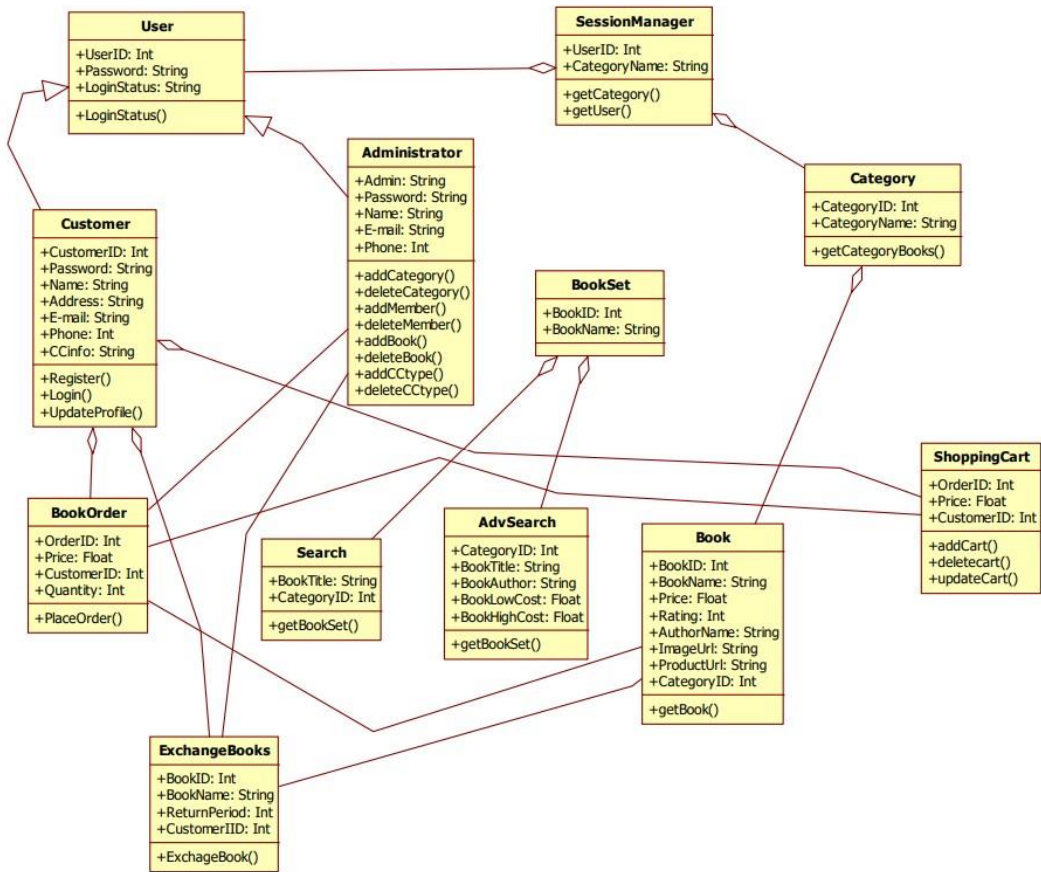 User
+UserID: Int
+Password: String
+LoginStatus: String
+LoginStatus()
SessionManager
+UserID: Int
+CategoryName: String
+getCategory()
+getUser()
Administrator
+Admin: String
+Password: String
+Name: String
+E-mail: String
+Phone: Int
+addCategory()
+deleteCategory()
+addMember()
+deleteMember()
+addBook()
+deleteBook()
+addCCtype()
+deleteCCtype()
Category
+CategoryID: Int
+CategoryName: String
+getCategoryBooks()
Customer
+CustomerID: Int
+Password: String
+Name: String
+Address: String
+E-mail: String
+Phone: Int
+CCinfo: String
+Register()
+Login()
+UpdateProfile()
BookSet
+BookID: Int
+BookName: String
ShoppingCart
+OrderID: Int
+Price: Float
+CustomerID: Int
+addCart()
+deletecart()
+updateCart()
BookOrder
+OrderID: Int
+Price: Float
+CustomerID: Int
+Quantity: Int
+PlaceOrder()
Search
+BookTitle: String
+CategoryID: Int
+getBookSet()
AdvSearch
+CategoryID: Int
+BookTitle: String
+BookAuthor: String
+BookLowCost: Float
+BookHighCost: Float
+getBookSet()
Book
+BookID: Int
+BookName: String
+Price: Float
+Rating: Int
+AuthorName: String
+ImageUrl: String
+ProductUrl: String
+CategoryID: Int
+getBook()
ExchangeBooks
+BookID: Int
+BookName: String
+ReturnPeriod: Int
+CustomerIID: Int
+ExchageBook()